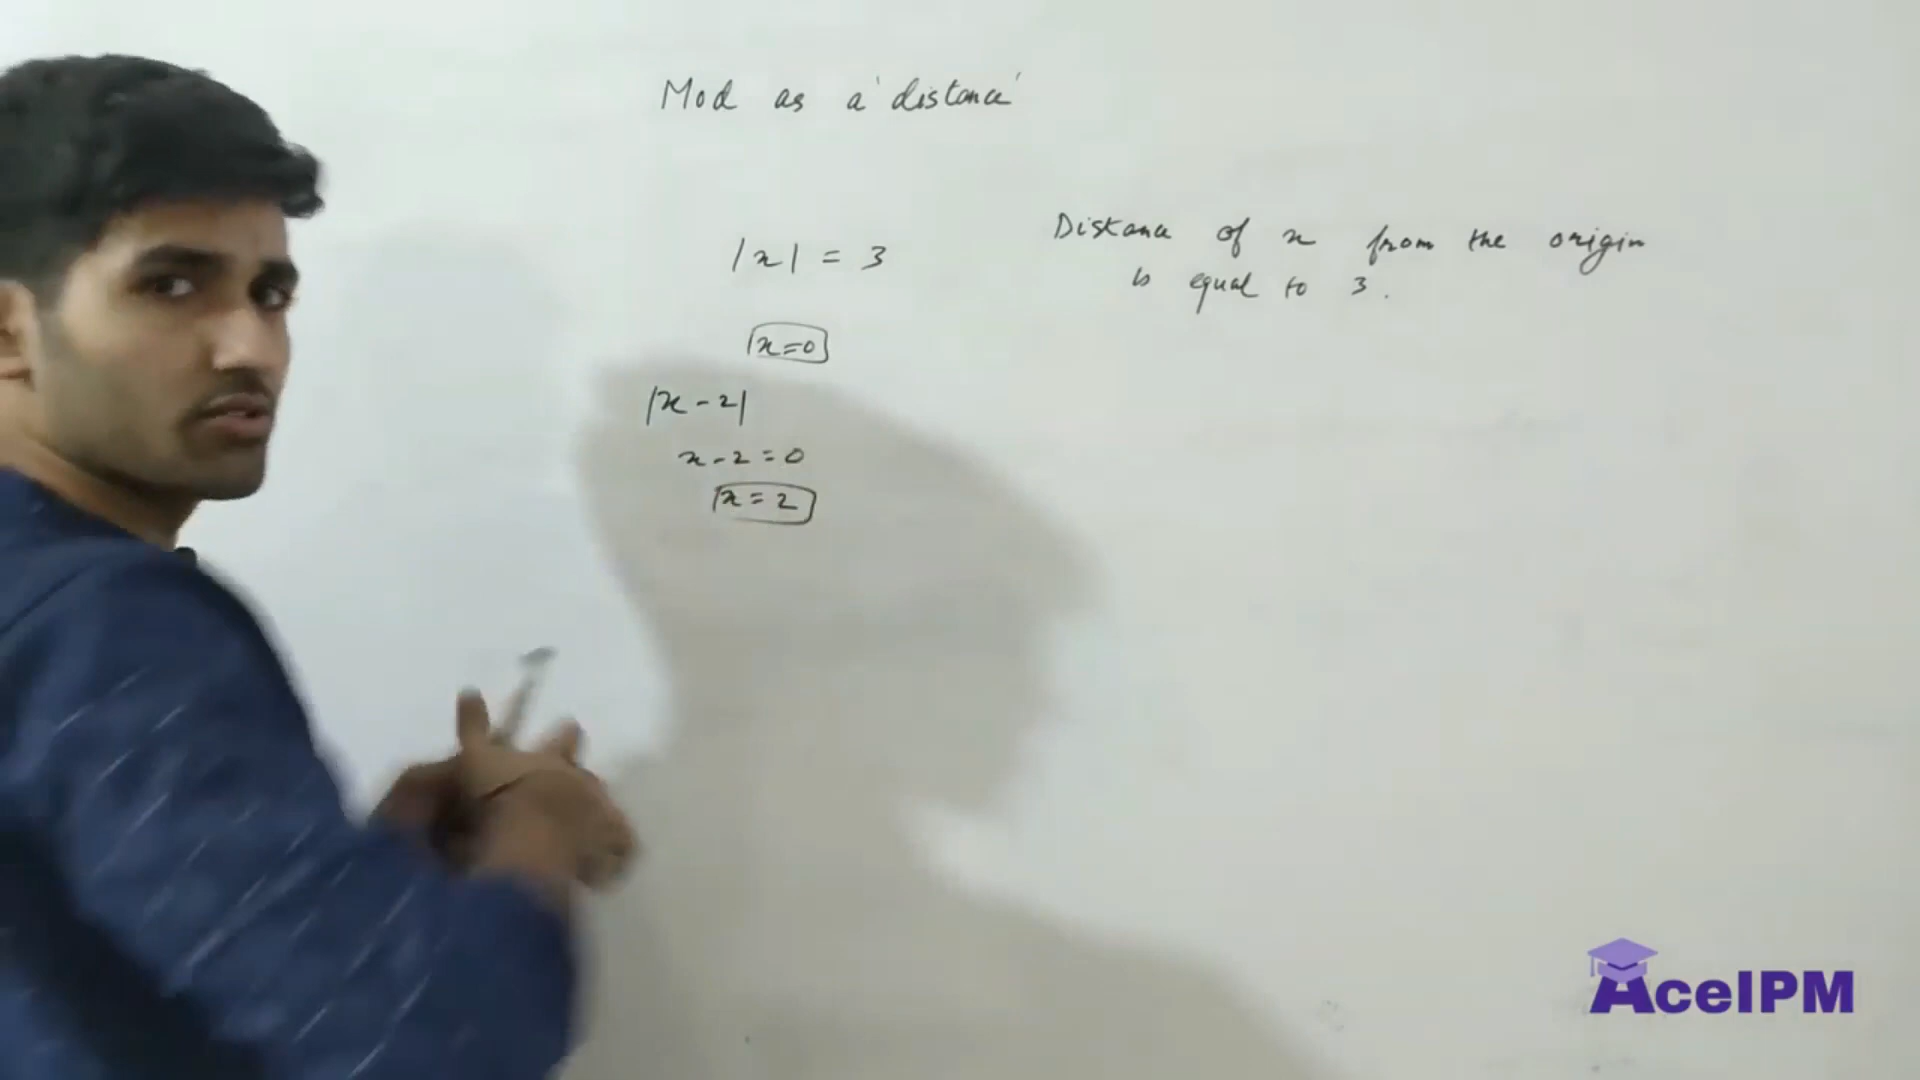 Mod as a 'distance'
|x| = 3
Distance of x from the origin
is equal to 3.
x=0
|x-2|
x-2=0
x=2
AceIPM